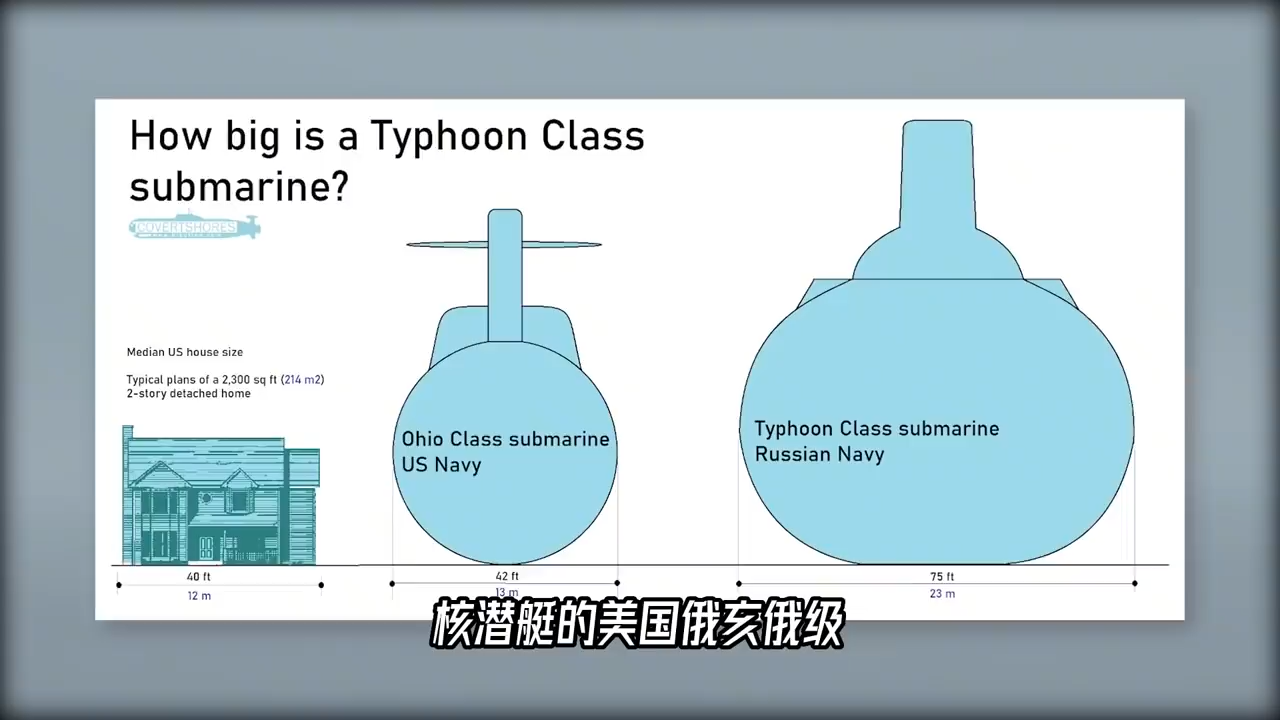 How big is a Typhoon Class
submarine?
COVERTSHORES
Median US house size
Typical plans of a 2,300 sq ft (214 m2)
2-story detached home
Ohio Class submarine
US Navy
Typhoon Class submarine
Russian Navy
40 ft
12 m
42 ft
13 m
75 ft
23 m
核潜艇的美国俄亥俄级